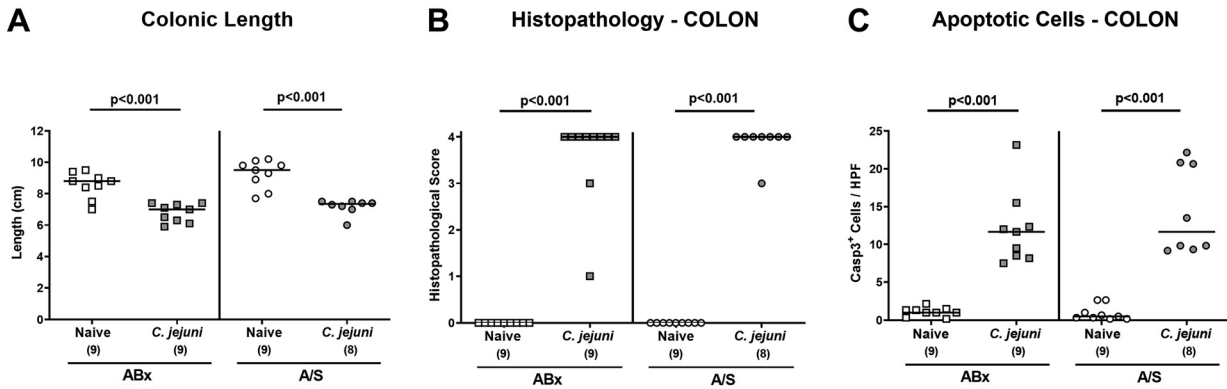 A
Colonic Length
p<0.001
p<0.001
Length (cm)
12
10
8
6
4
2
0
Naive
C. jejuni
Naive
C. jejuni
(9)
(9)
(9)
(8)
ABx
A/S
B
Histopathology - COLON
p<0.001
p<0.001
Histopathological Score
4
3
2
1
0
Naive
C. jejuni
Naive
C. jejuni
(9)
(9)
(9)
(8)
ABx
A/S
C
Apoptotic Cells - COLON
p<0.001
p<0.001
Casp3+ Cells / HPF
25
20
15
10
5
0
Naive
C. jejuni
Naive
C. jejuni
(9)
(9)
(9)
(8)
ABx
A/S